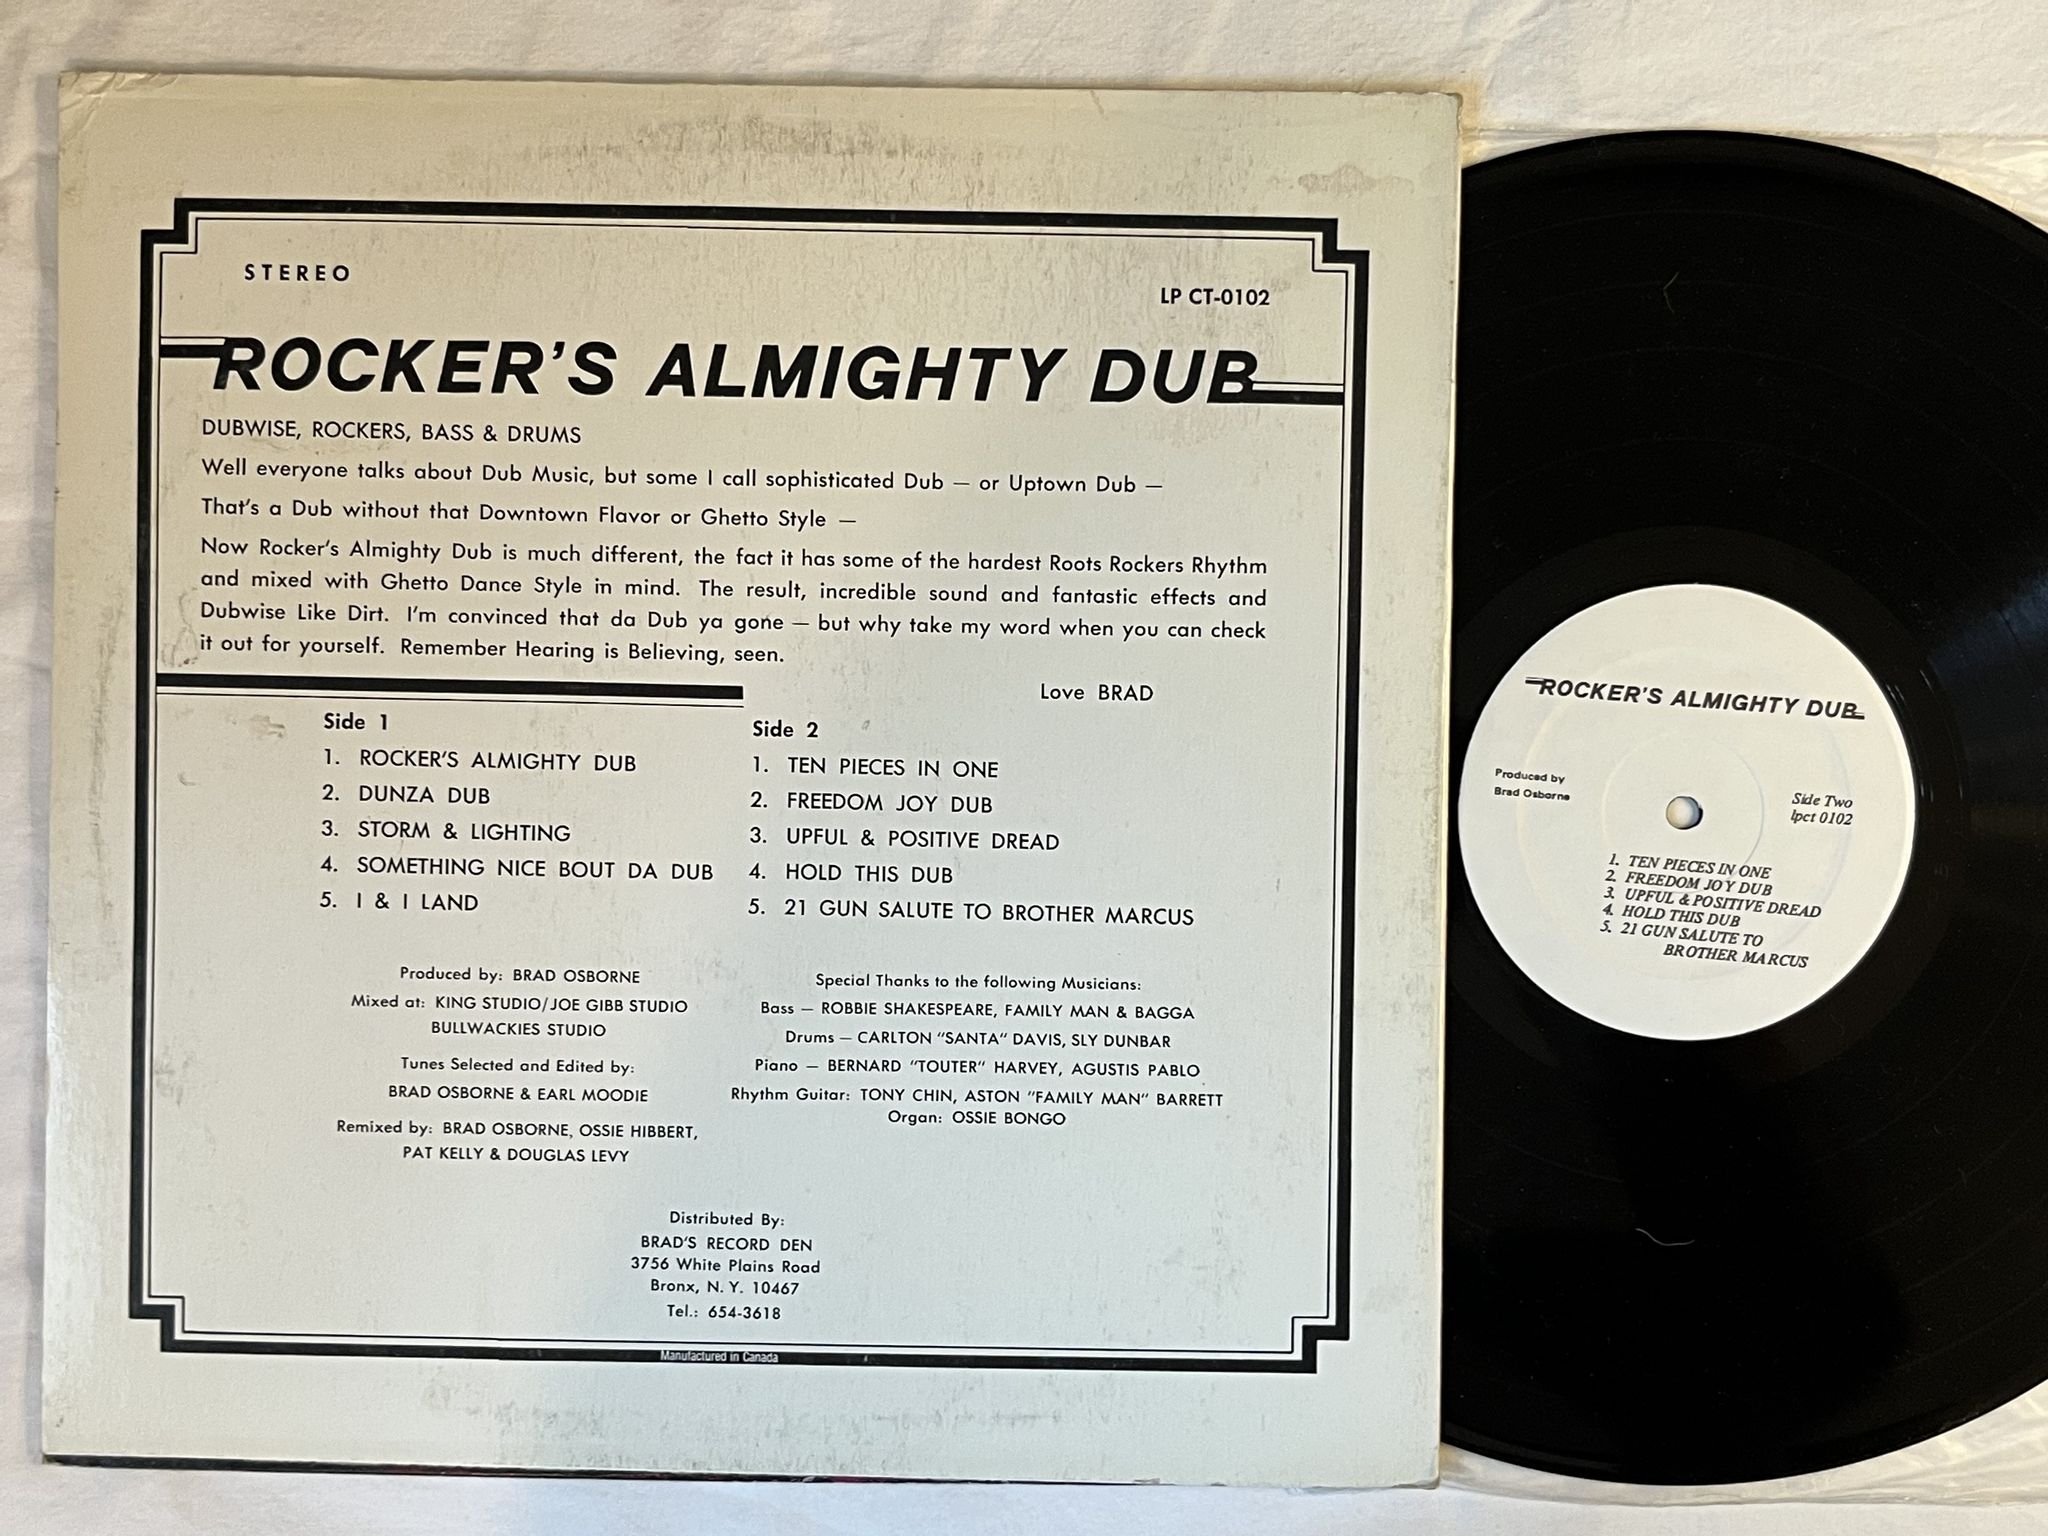 STEREO
LP CT-0102
ROCKER'S ALMIGHTY DUB
DUBWISE, ROCKERS, BASS & DRUMS
Well everyone talks about Dub Music, but some I call sophisticated Dub — or Uptown Dub —
That's a Dub without that Downtown Flavor or Ghetto Style —
Now Rocker's Almighty Dub is much different, the fact it has some of the hardest Roots Rockers Rhythm
and mixed with Ghetto Dance Style in mind. The result, incredible sound and fantastic effects and
Dubwise Like Dirt. I'm convinced that da Dub ya gone — but why take my word when you can check
it out for yourself. Remember Hearing is Believing, seen.
Love BRAD
Side 1
1. ROCKER'S ALMIGHTY DUB
2. DUNZA DUB
3. STORM & LIGHTING
4. SOMETHING NICE BOUT DA DUB
5. I & I LAND
Side 2
1. TEN PIECES IN ONE
2. FREEDOM JOY DUB
3. UPFUL & POSITIVE DREAD
4. HOLD THIS DUB
5. 21 GUN SALUTE TO BROTHER MARCUS
Produced by: BRAD OSBORNE
Mixed at: KING STUDIO/JOE GIBB STUDIO
BULLWACKIES STUDIO
Tunes Selected and Edited by:
BRAD OSBORNE & EARL MOODIE
Remixed by: BRAD OSBORNE, OSSIE HIBBERT,
PAT KELLY & DOUGLAS LEVY
Special Thanks to the following Musicians:
Bass — ROBBIE SHAKESPEARE, FAMILY MAN & BAGGA
Drums — CARLTON "SANTA" DAVIS, SLY DUNBAR
Piano — BERNARD "TOUTER" HARVEY, AGUSTIS PABLO
Rhythm Guitar: TONY CHIN, ASTON "FAMILY MAN" BARRETT
Organ: OSSIE BONGO
Distributed By:
BRAD'S RECORD DEN
3756 White Plains Road
Bronx, N. Y. 10467
Tel.: 654-3618
Manufactured in Canada
ROCKER'S ALMIGHTY DUB
Produced by
Brad Osborne
Side Two
lpct 0102
1. TEN PIECES IN ONE
2. FREEDOM JOY DUB
3. UPFUL & POSITIVE DREAD
4. HOLD THIS DUB
5. 21 GUN SALUTE TO
BROTHER MARCUS